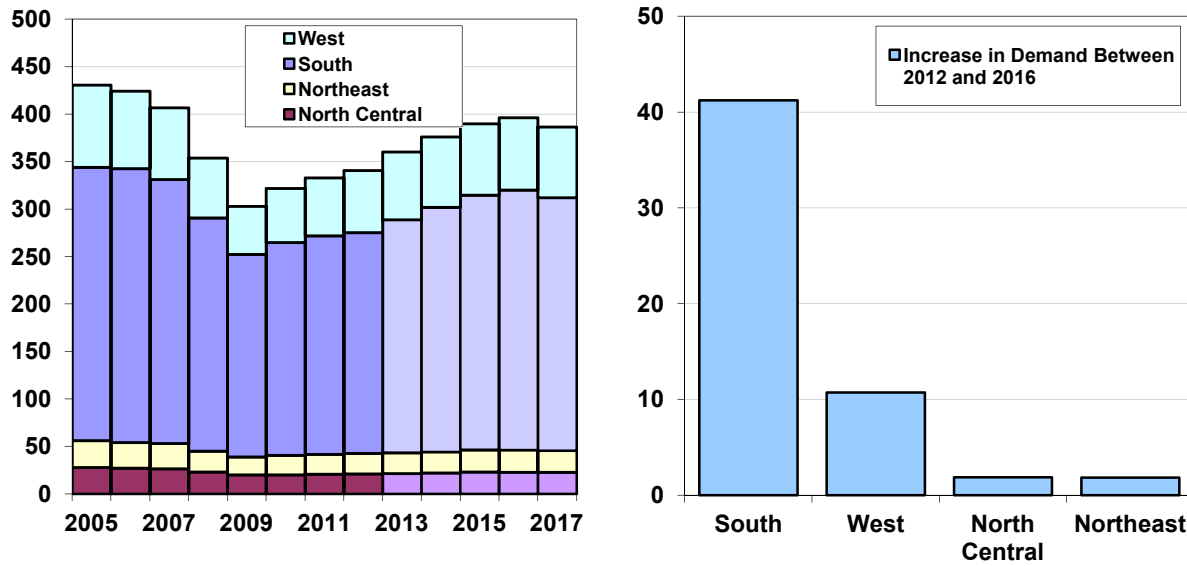 500
450
400
350
300
250
200
150
100
50
0
West
South
Northeast
North Central
2005 2007 2009 2011 2013 2015 2017
50
40
30
20
10
0
Increase in Demand Between
2012 and 2016
South West North Northeast
Central